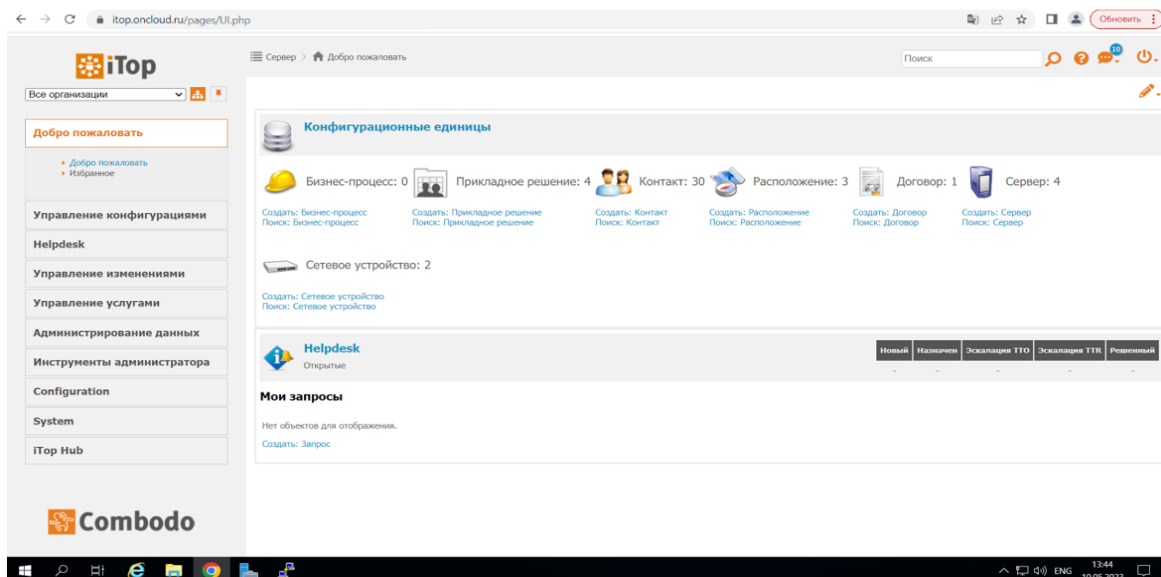 itop.oncloud.ru/pages/UI.php
Обновить
iTop
Сервер > Добро пожаловать
Поиск
10
Все организации
Добро пожаловать
Добро пожаловать
Избранное
Управление конфигурациями
Helpdesk
Управление изменениями
Управление услугами
Администрирование данных
Инструменты администратора
Configuration
System
iTop Hub
Combodo
Конфигурационные единицы
Бизнес-процесс: 0 Прикладное решение: 4 Контакт: 30 Расположение: 3 Договор: 1 Сервер: 4
Создать: Бизнес-процесс Создать: Прикладное решение Создать: Контакт Создать: Расположение Создать: Договор Создать: Сервер
Поиск: Бизнес-процесс Поиск: Прикладное решение Поиск: Контакт Поиск: Расположение Поиск: Договор Поиск: Сервер
Сетевое устройство: 2
Создать: Сетевое устройство
Поиск: Сетевое устройство
Helpdesk
Открытые
Новый Назначен Эскалация TTO Эскалация TTR Решенный
- - - - -
Мои запросы
Нет объектов для отображения.
Создать: Запрос
ENG 13:44